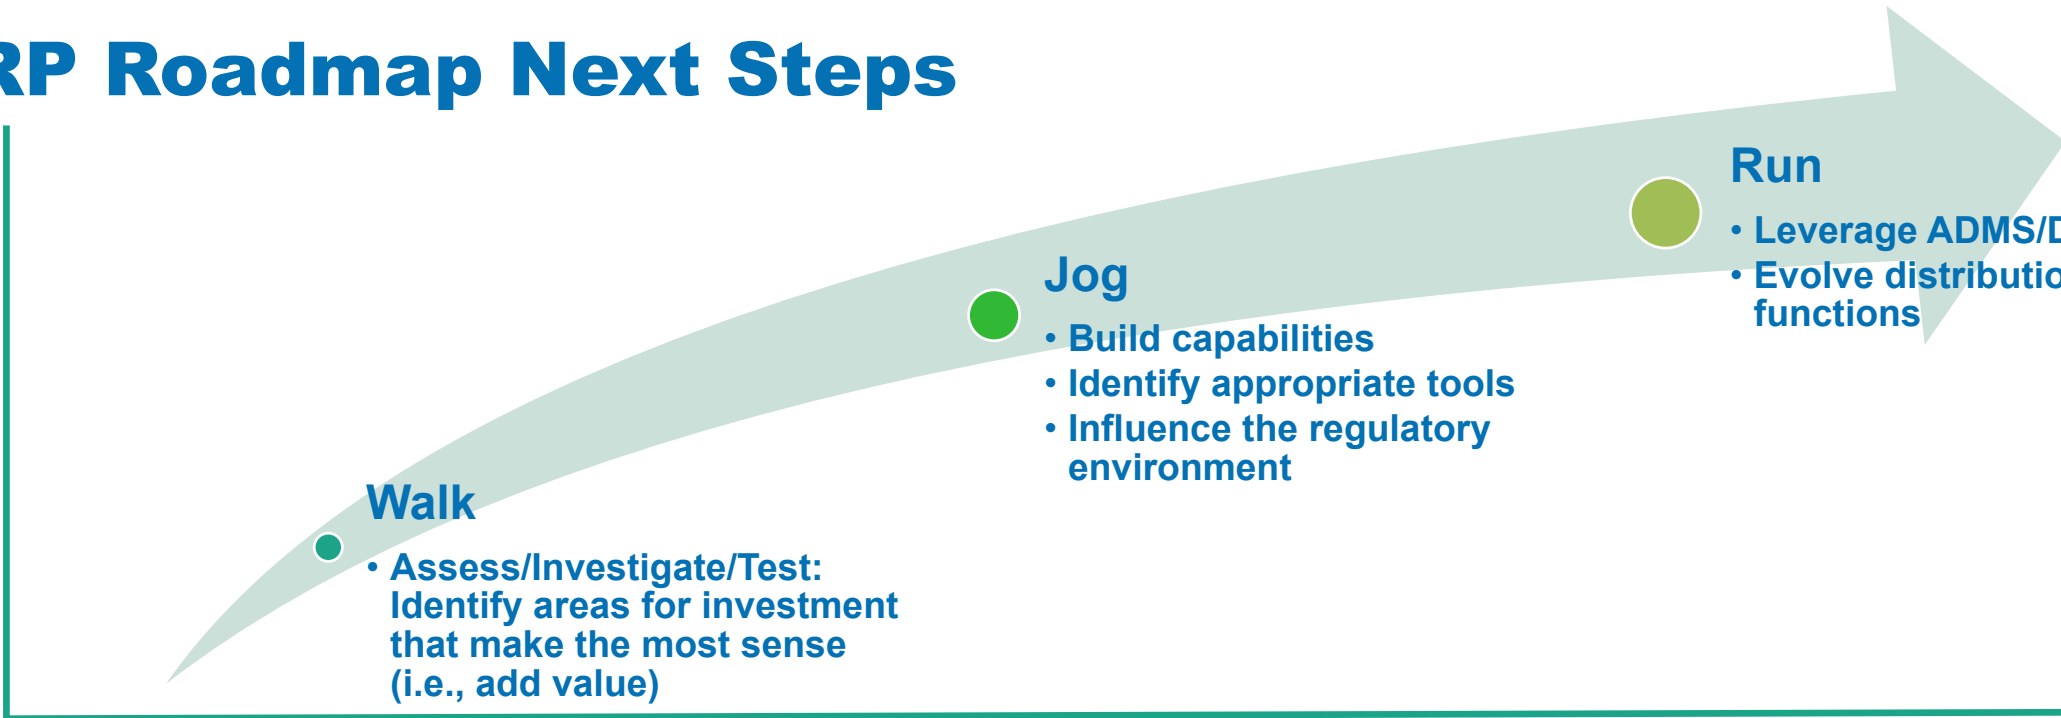 RP Roadmap Next Steps
Run
• Leverage ADMS/D
• Evolve distributio
functions
Jog
• Build capabilities
• Identify appropriate tools
• Influence the regulatory
environment
Walk
• Assess/Investigate/Test:
Identify areas for investment
that make the most sense
(i.e., add value)